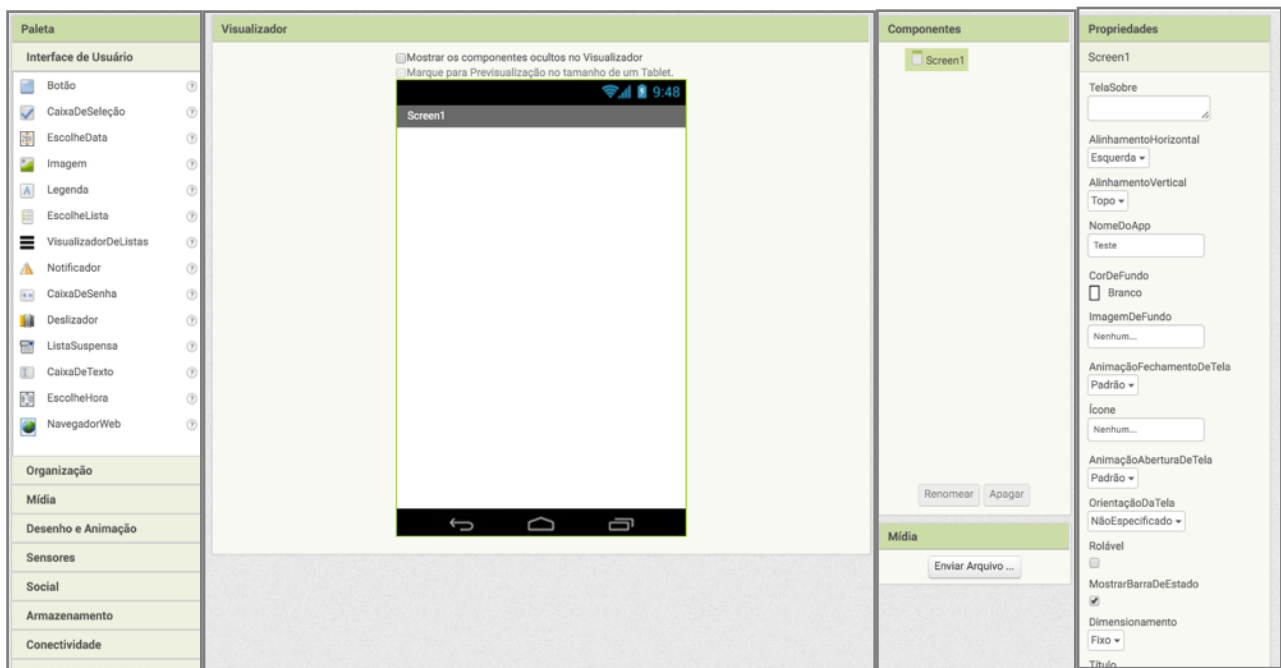 Paleta
Interface de Usuário
Botão
CaixaDeSeleção
EscolheData
Imagem
Legenda
EscolheLista
VisualizadorDeListas
Notificador
CaixaDeSenha
Deslizador
ListaSuspensa
CaixaDeTexto
EscolheHora
NavegadorWeb
Organização
Mídia
Desenho e Animação
Sensores
Social
Armazenamento
Conectividade
Visualizador
Mostrar os componentes ocultos no Visualizador
Marque para Previsualização no tamanho de um Tablet.
9:48
Screen1
Componentes
Screen1
Renomear Apagar
Mídia
Enviar Arquivo ...
Propriedades
Screen1
TelaSobre
AlinhamentoHorizontal
Esquerda
AlinhamentoVertical
Topo
NomeDoApp
Teste
CorDeFundo
Branco
ImagemDeFundo
Nenhum...
AnimaçãoFechamentoDeTela
Padrão
Ícone
Nenhum...
AnimaçãoAberturaDeTela
Padrão
OrientaçãoDaTela
NãoEspecificado
Rolável
MostrarBarraDeEstado
Dimensionamento
Fixo
Título